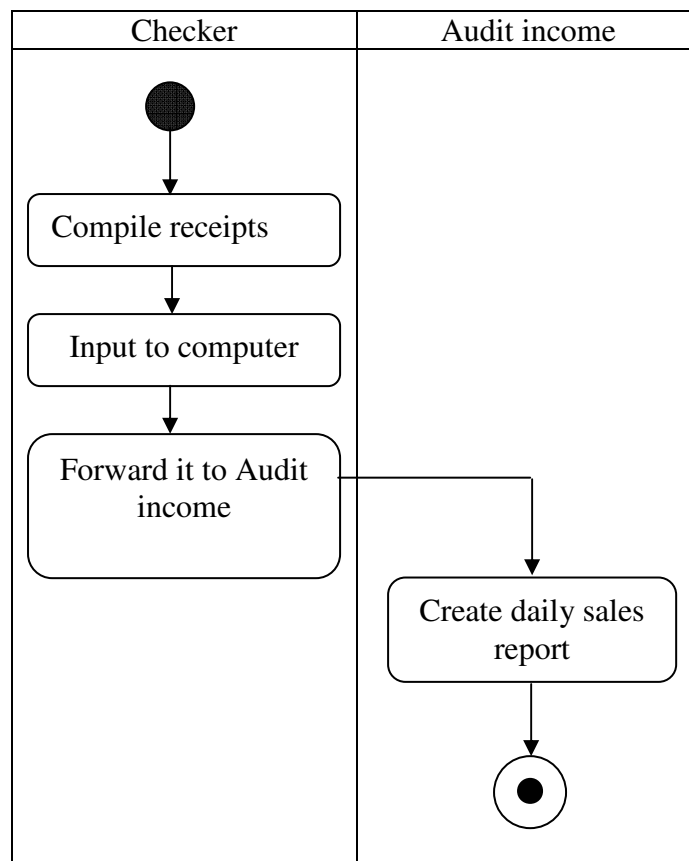 Checker
Audit income
Compile receipts
Input to computer
Forward it to Audit
income
Create daily sales
report